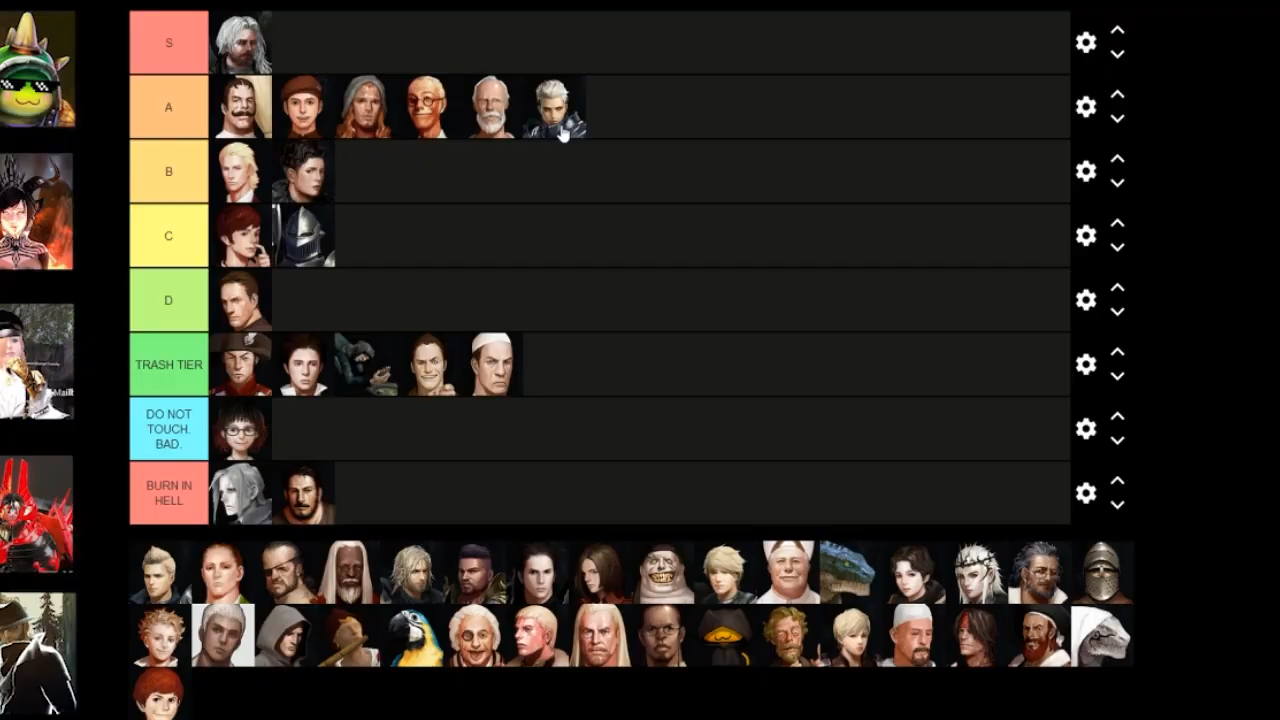 S
A
B
C
D
TRASH TIER
DO NOT
TOUCH.
BAD.
BURN IN
HELL